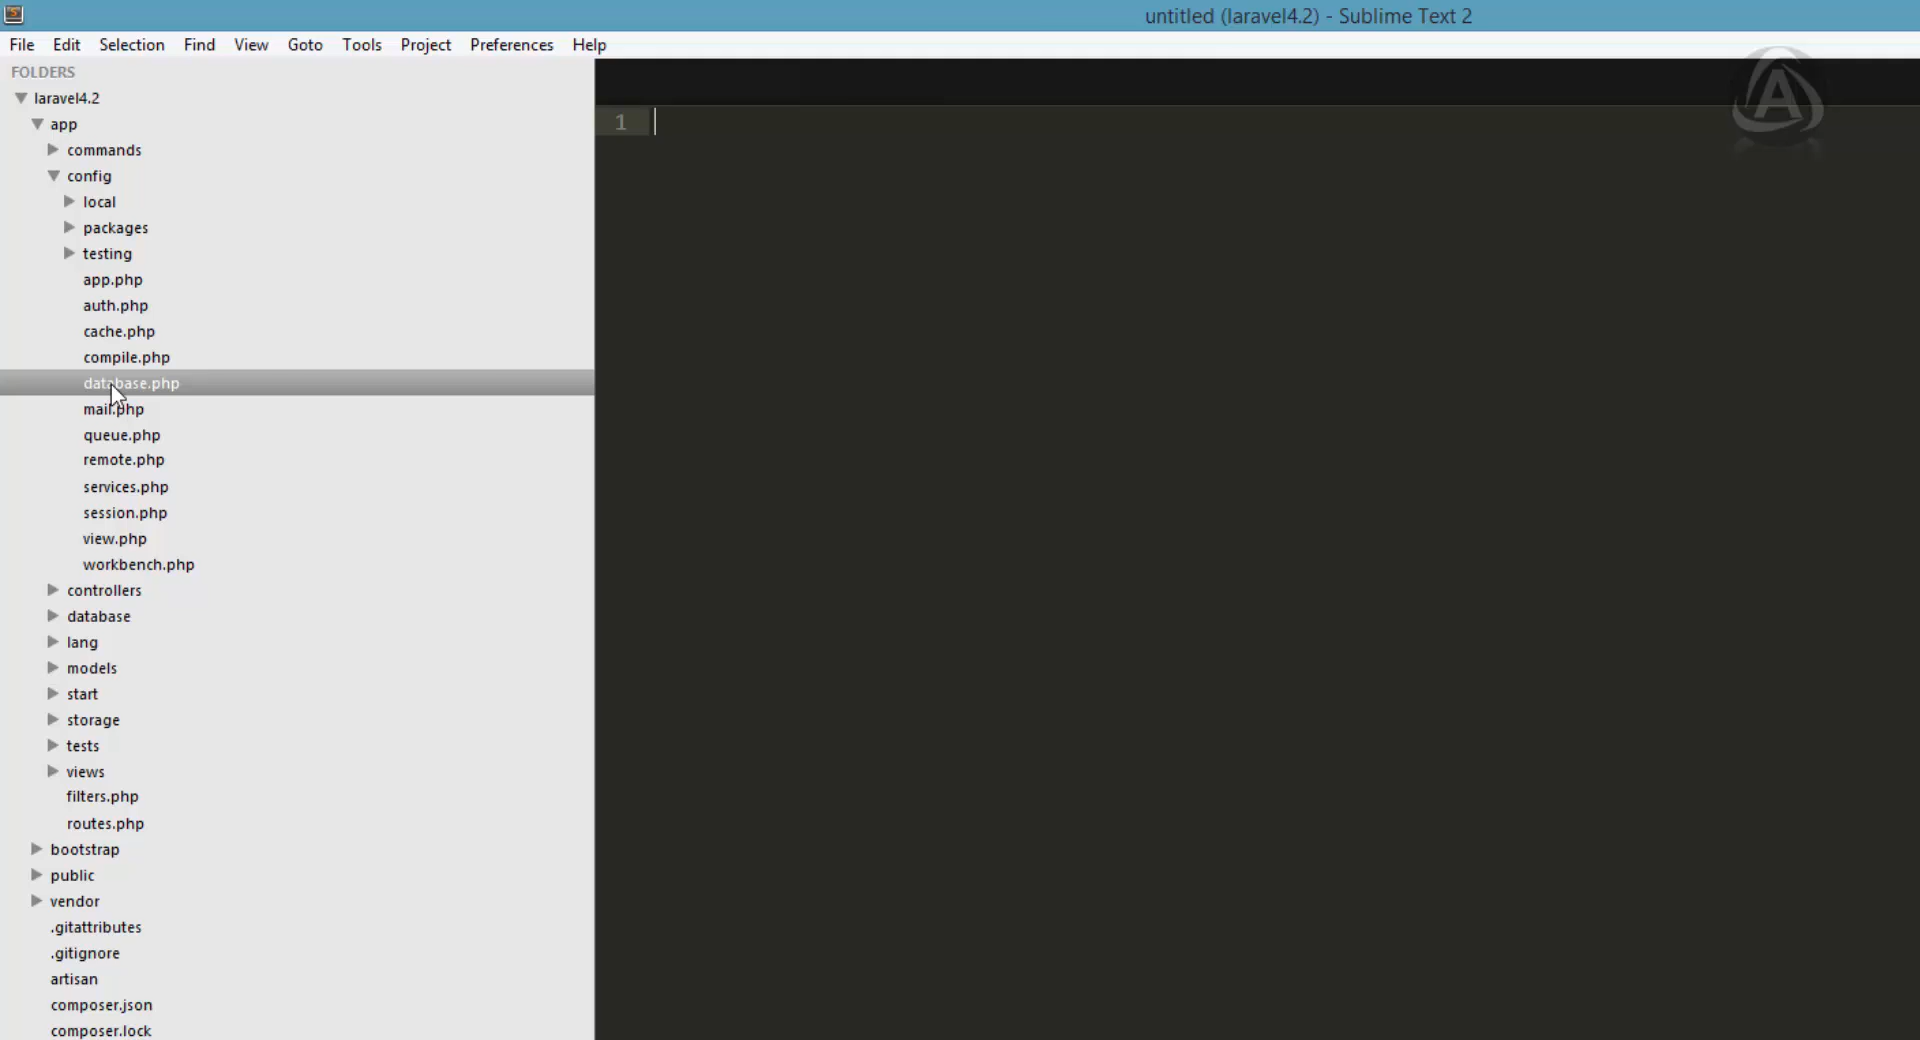 untitled (laravel4.2) - Sublime Text 2
File Edit Selection Find View Goto Tools Project Preferences Help
FOLDERS
laravel4.2
app
commands
config
local
packages
testing
app.php
auth.php
cache.php
compile.php
database.php
mail.php
queue.php
remote.php
services.php
session.php
view.php
workbench.php
controllers
database
lang
models
start
storage
tests
views
filters.php
routes.php
bootstrap
public
vendor
.gitattributes
.gitignore
artisan
composer.json
composer.lock
1
A